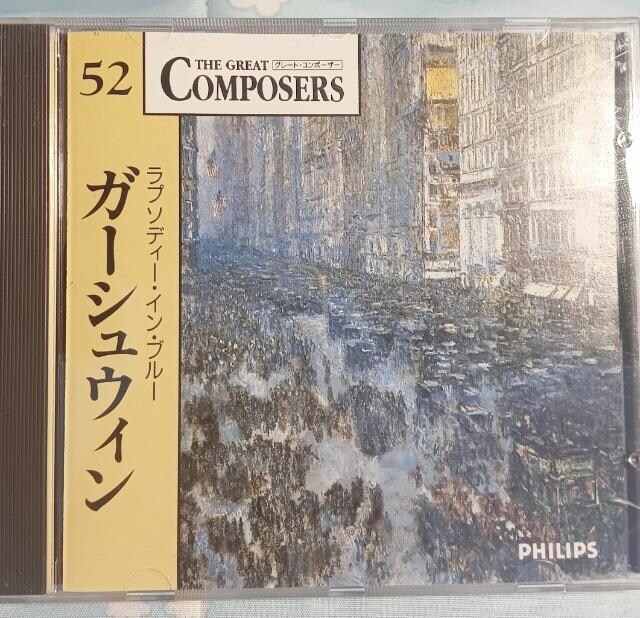 52
THE GREAT グレート・コンポーザー
COMPOSERS
ラプソディー・イン・ブルー
ガーシュウィン
PHILIPS